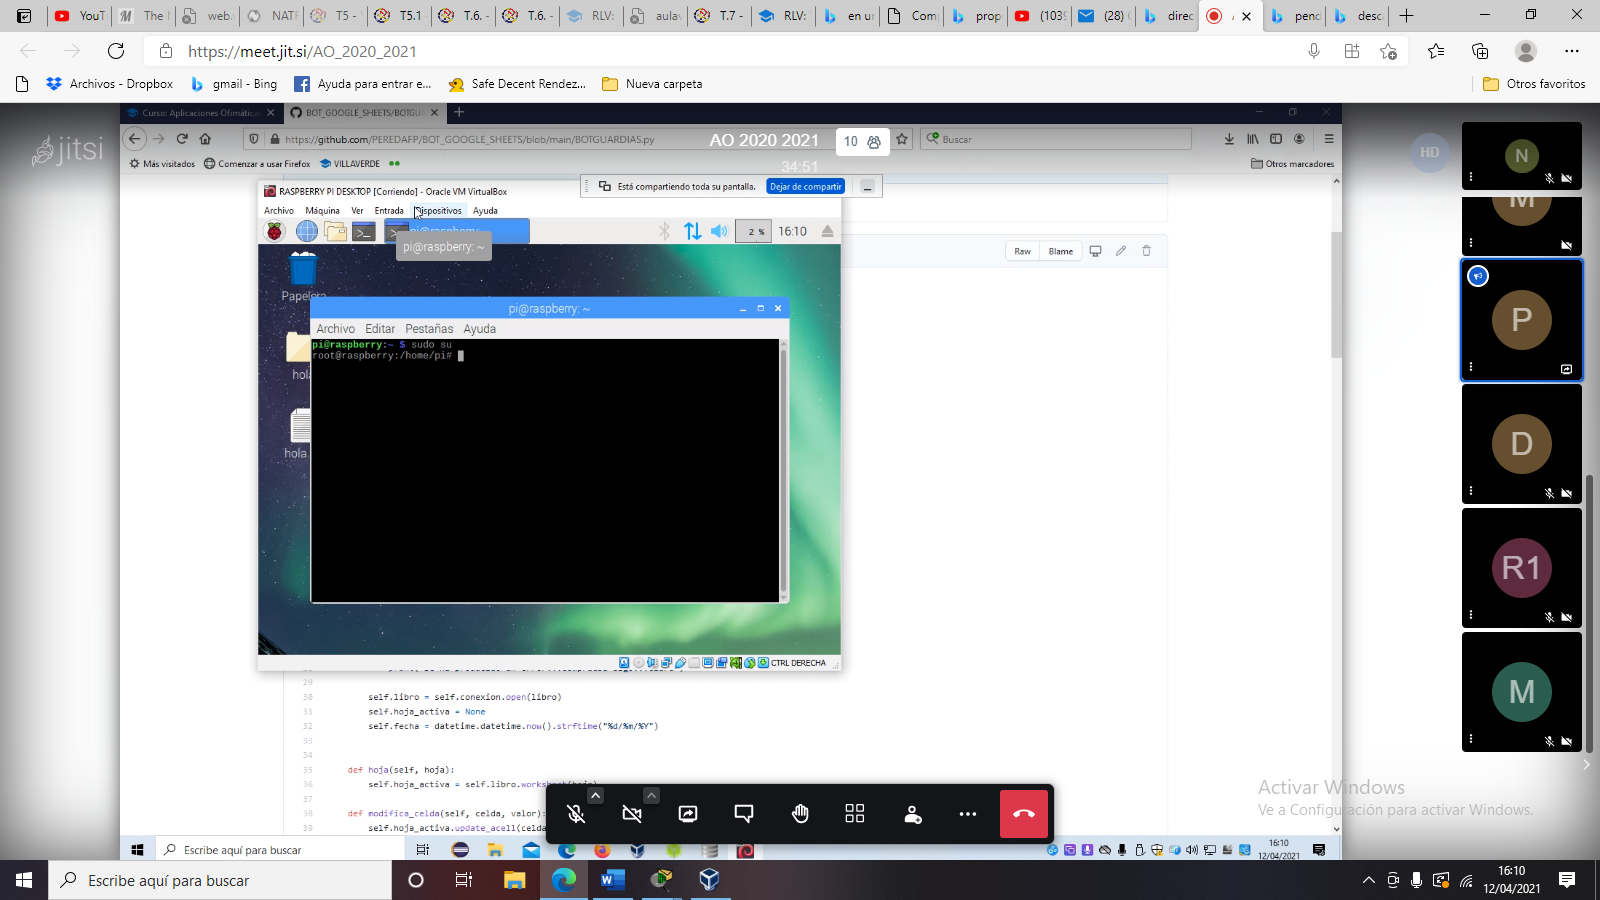 YouT
The I
web.
NATF
T5 -
T5.1
T.6. -
T.6. -
RLV:
aulav
T.7 -
RLV:
en ur
Com
prop
(1039
(28)
direc
pend
desc
https://meet.jit.si/AO_2020_2021
Archivos - Dropbox
gmail - Bing
Ayuda para entrar e...
Safe Decent Rendez...
Nueva carpeta
Otros favoritos
jitsi
Curso: Aplicaciones Ofimática
BOT_GOOGLE_SHEETS/BOTGU
https://github.com/PEREDAFP/BOT_GOOGLE_SHEETS/blob/main/BOTGUARDIAS.py
AO 2020 2021
10
Buscar
34:51
Más visitados
Comenzar a usar Firefox
VILLAVERDE
Otros marcadores
RASPBERRY PI DESKTOP [Corriendo] - Oracle VM VirtualBox
Está compartiendo toda su pantalla.
Dejar de compartir
Archivo Máquina Ver Entrada Dispositivos Ayuda
2 %
16:10
pi@raspberry: ~
Papelera
Raw
Blame
pi@raspberry: ~
Archivo Editar Pestañas Ayuda
pi@raspberry:~ $ sudo su
root@raspberry:/home/pi#
hola
hola
CTRL DERECHA
29
30 self.libro = self.conexion.open(libro)
31 self.hoja_activa = None
32 self.fecha = datetime.datetime.now().strftime("%d/%m/%Y")
33
34
35 def hoja(self, hoja):
36 self.hoja_activa = self.libro.worksheet(hoja)
37
38 def modifica_celda(self, celda, valor):
39 self.hoja_activa.update_acell(celda
HD
N
M
P
D
R1
M
Activar Windows
Ve a Configuración para activar Windows.
Escribe aquí para buscar
16:10
12/04/2021
Escribe aquí para buscar
16:10
12/04/2021